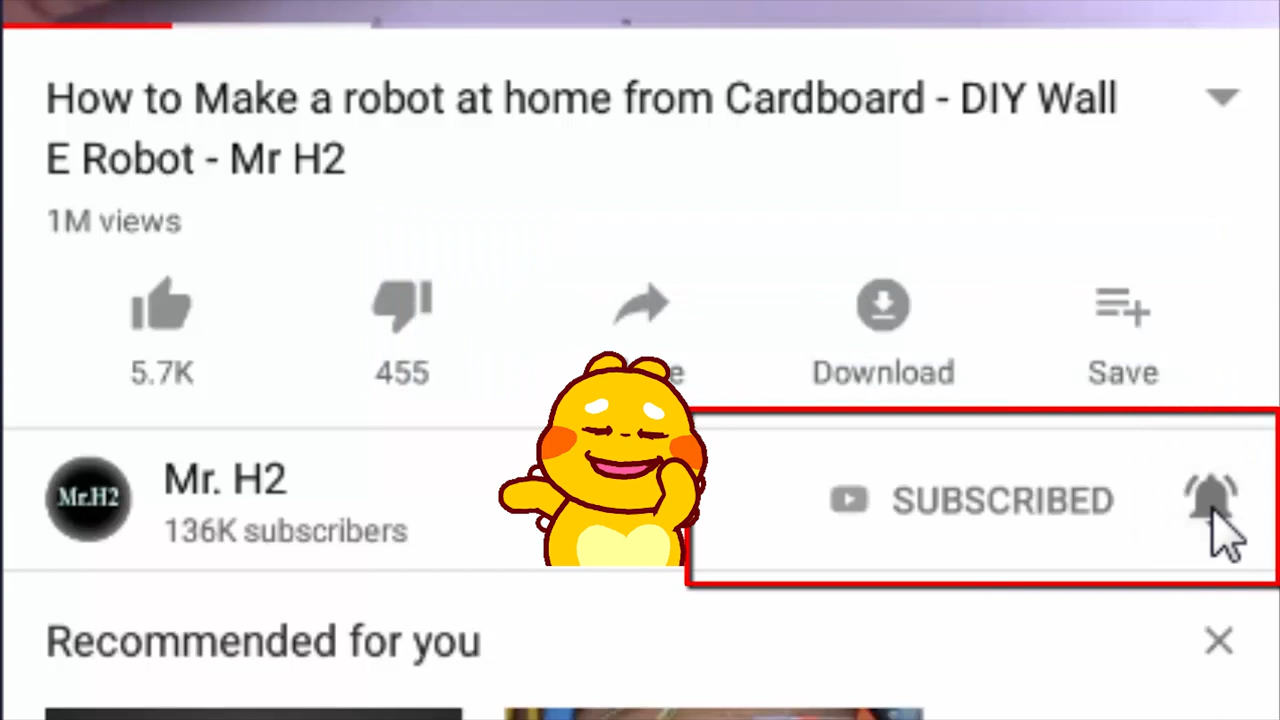 How to Make a robot at home from Cardboard - DIY Wall
E Robot - Mr H2
1M views
5.7K
455
e
Download
Save
Mr.H2
Mr. H2
136K subscribers
SUBSCRIBED
Recommended for you